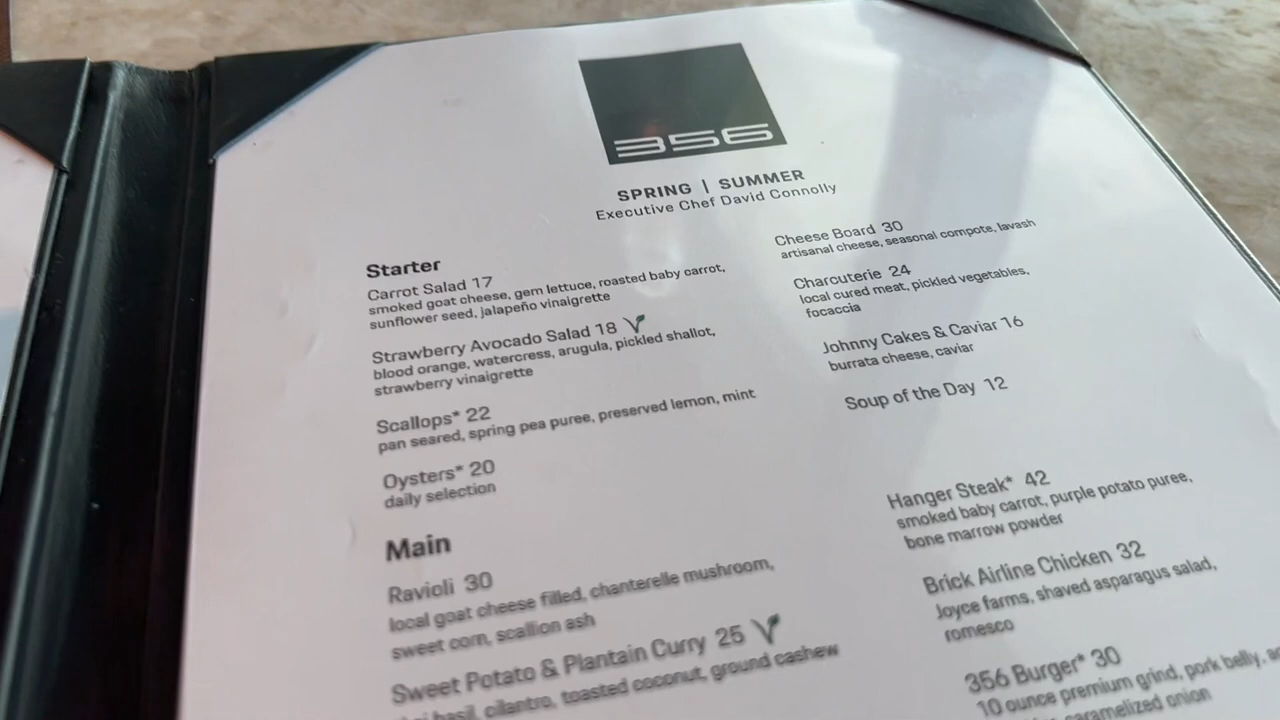 356
SPRING | SUMMER
Executive Chef David Connolly
Starter
Carrot Salad 17
smoked goat cheese, gem lettuce, roasted baby carrot,
sunflower seed, jalapeño vinaigrette
Strawberry Avocado Salad 18 V
blood orange, watercress, arugula, pickled shallot,
strawberry vinaigrette
Scallops* 22
pan seared, spring pea puree, preserved lemon, mint
Oysters* 20
daily selection
Cheese Board 30
artisanal cheese, seasonal compote, lavash
Charcuterie 24
local cured meat, pickled vegetables,
focaccia
Johnny Cakes & Caviar 16
burrata cheese, caviar
Soup of the Day 12
Main
Ravioli 30
local goat cheese filled, chanterelle mushroom,
sweet corn, scallion ash
Sweet Potato & Plantain Curry 25 V
basil, cilantro, toasted coconut, ground cashew
Hanger Steak* 42
smoked baby carrot, purple potato puree,
bone marrow powder
Brick Airline Chicken 32
Joyce farms, shaved asparagus salad,
romesco
356 Burger* 30
10 ounce premium grind, pork belly,
caramelized onion